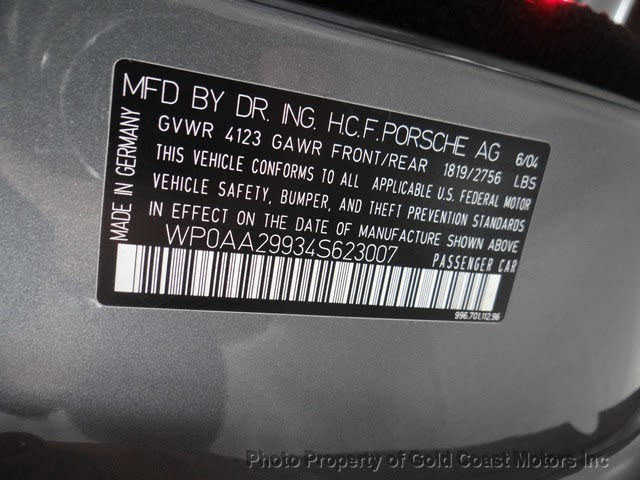 MFD BY DR. ING. H.C.F. PORSCHE AG 6/04
GVWR 4123 GAWR FRONT/REAR 1819/2756 LBS
THIS VEHICLE CONFORMS TO ALL APPLICABLE U.S. FEDERAL MOTOR
VEHICLE SAFETY, BUMPER, AND THEFT PREVENTION STANDARDS
IN EFFECT ON THE DATE OF MANUFACTURE SHOWN ABOVE
WP0AA29934S623007 PASSENGER CAR
MADE IN GERMANY
996.701.112.96
Photo Property of Gold Coast Motors Inc